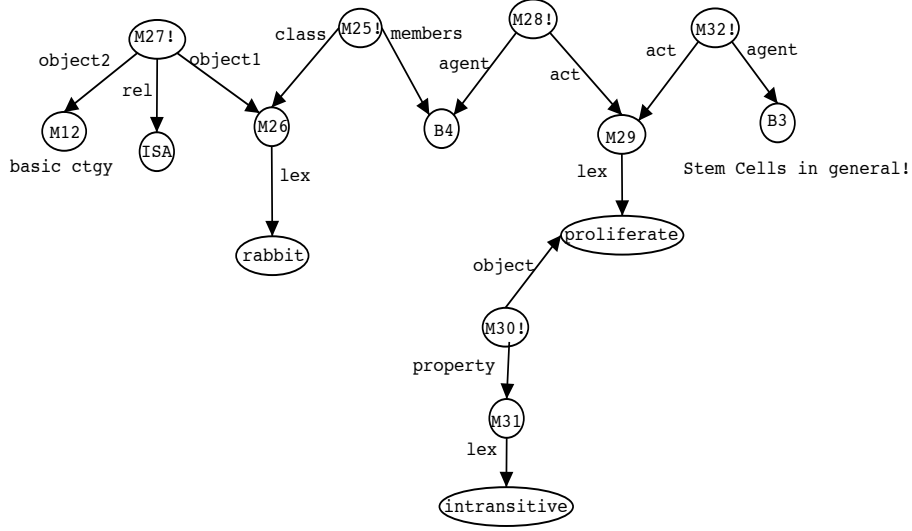 M27!
M25!
M28!
M32!
object2
rel
object1
class
members
agent
act
act
agent
M12
ISA
M26
B4
M29
B3
basic ctgy
lex
lex
Stem Cells in general!
rabbit
proliferate
object
M30!
property
M31
lex
intransitive